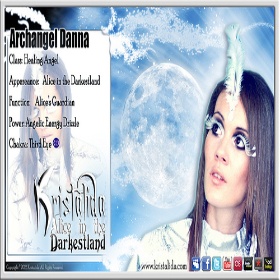 Archangel Danna
Class: Healing Angel
Appearance: Alice in the Darkestland
Function: Alice's Guardian
Power: Angelic Energy Drizzle
Chakra: Third Eye
Kristalida
Alice in the
Darkestland
www.kristalida.com